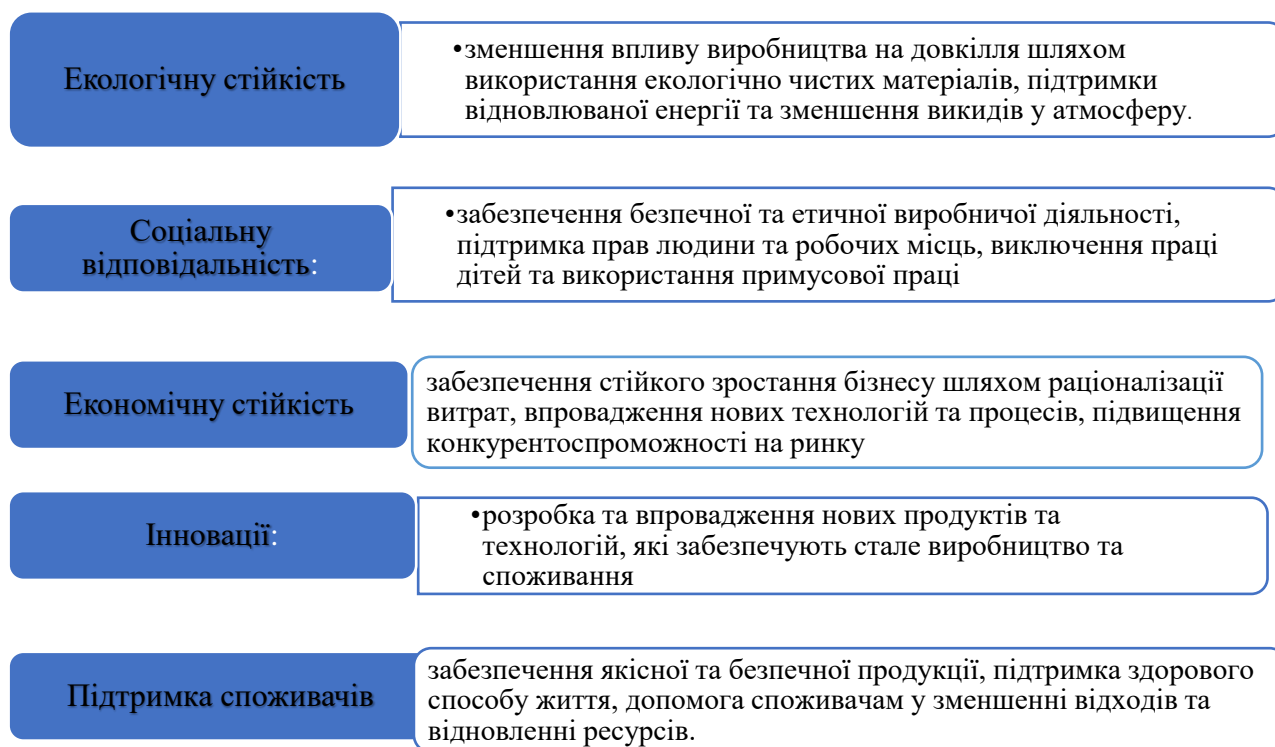 Екологічну стійкість
•зменшення впливу виробництва на довкілля шляхом
використання екологічно чистих матеріалів, підтримки
відновлюваної енергії та зменшення викидів у атмосферу.
Соціальну
відповідальність:
•забезпечення безпечної та етичної виробничої діяльності,
підтримка прав людини та робочих місць, виключення праці
дітей та використання примусової праці
Економічну стійкість
забезпечення стійкого зростання бізнесу шляхом раціоналізації
витрат, впровадження нових технологій та процесів, підвищення
конкурентоспроможності на ринку
Інновації:
•розробка та впровадження нових продуктів та
технологій, які забезпечують стале виробництво та
споживання
Підтримка споживачів
забезпечення якісної та безпечної продукції, підтримка здорового
способу життя, допомога споживачам у зменшенні відходів та
відновленні ресурсів.